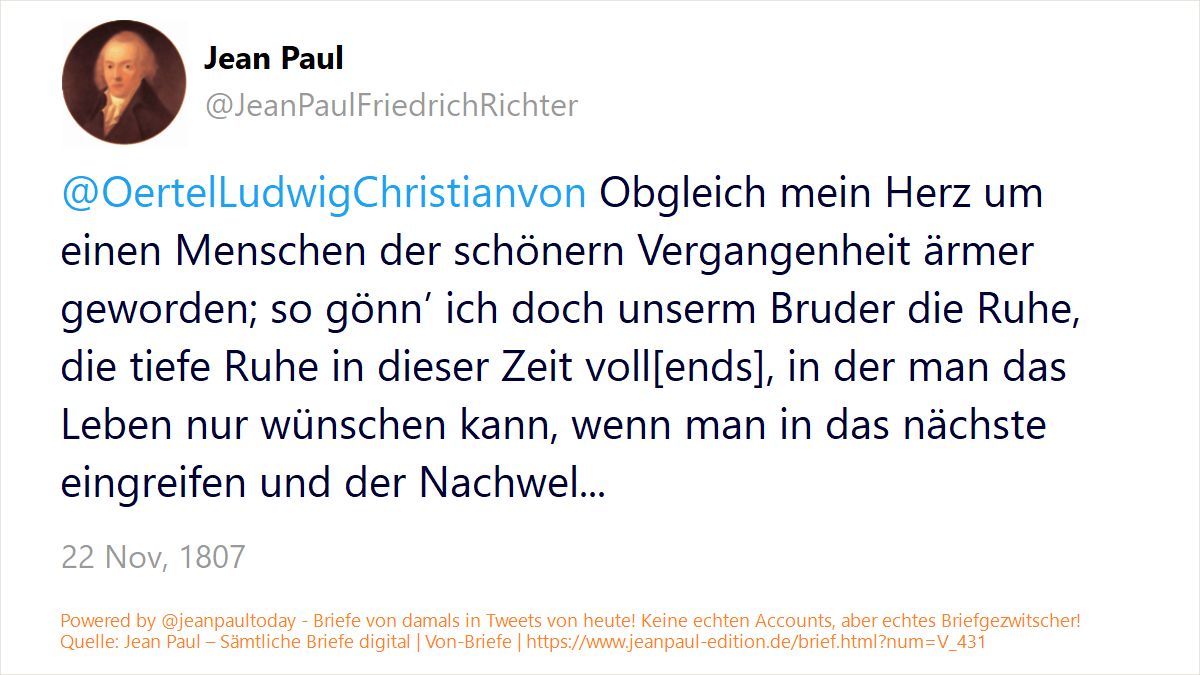 Jean Paul
@JeanPaulFriedrichRichter
@OertelLudwigChristianvon Obgleich mein Herz um
einen Menschen der schönern Vergangenheit ärmer
geworden; so gönn’ ich doch unserm Bruder die Ruhe,
die tiefe Ruhe in dieser Zeit voll[ends], in der man das
Leben nur wünschen kann, wenn man in das nächste
eingreifen und der Nachwel...
22 Nov, 1807
Powered by @jeanpaultoday - Briefe von damals in Tweets von heute! Keine echten Accounts, aber echtes Briefgezwitscher!
Quelle: Jean Paul – Sämtliche Briefe digital | Von-Briefe | https://www.jeanpaul-edition.de/brief.html?num=V_431